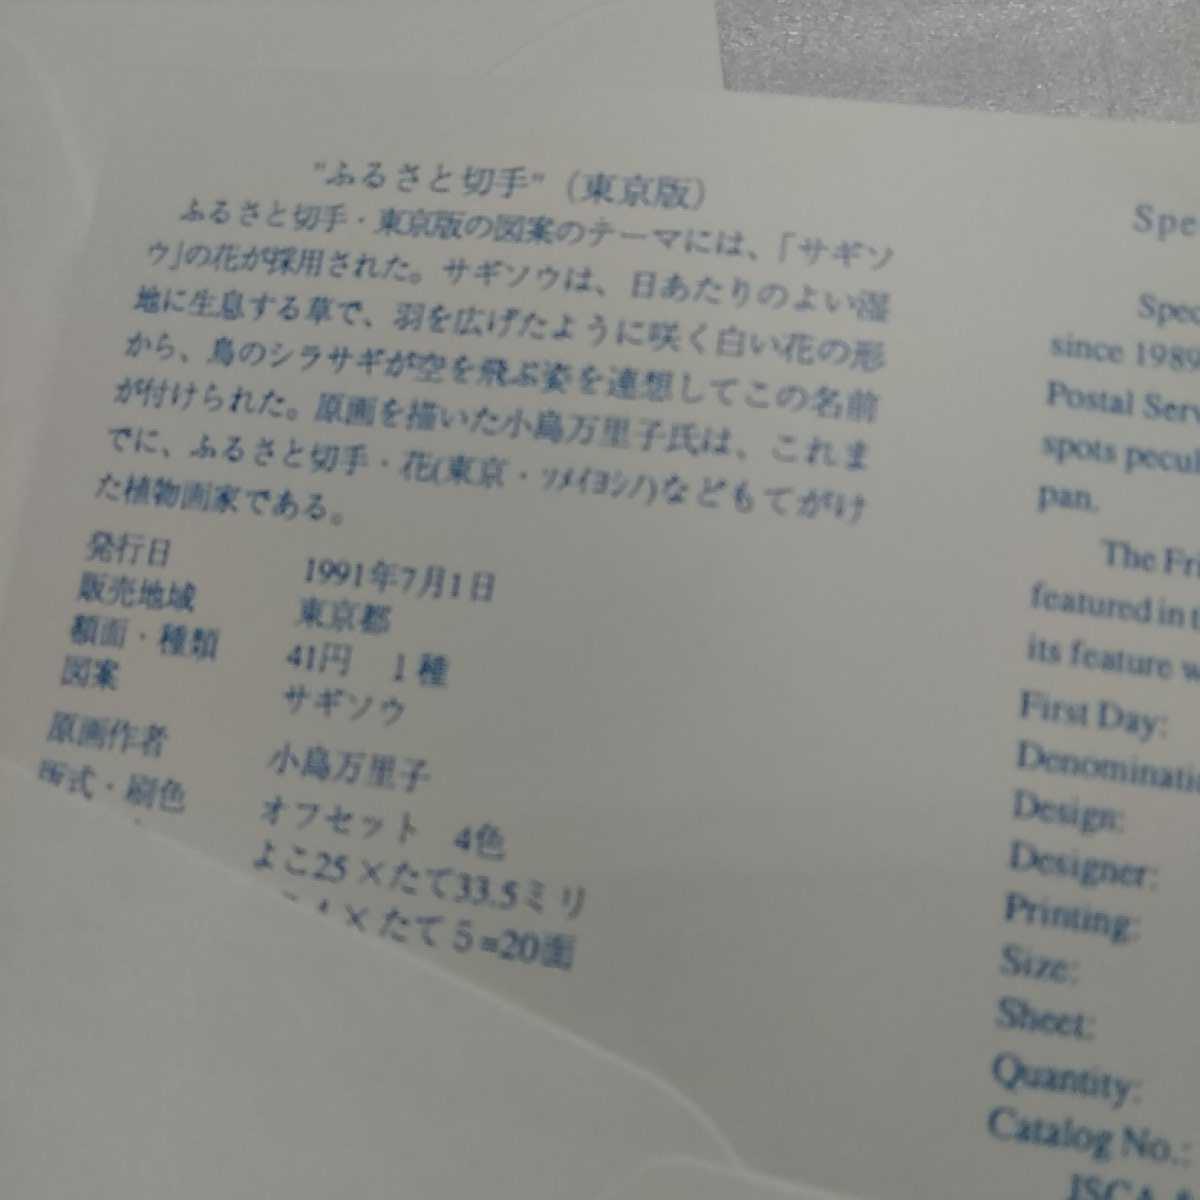 "ふるさと切手"（東京版）
ふるさと切手・東京版の図案のテーマには、「サギソ
ウ」の花が採用された。サギソウは、日あたりのよい湿
地に生息する草で、羽を広げたように咲く白い花の形
から、鳥のシラサギが空を飛ぶ姿を連想してこの名前
が付けられた。原画を描いた小島万里子氏は、これま
でに、ふるさと切手・花(東京・ソメイヨシノ)などもてがけ
た植物画家である。
発行日 1991年7月1日
販売地域 東京都
額面・種類 41円 1種
図案 サギソウ
原画作者 小島万里子
版式・刷色 オフセット 4色
よこ25×たて33.5ミリ
4×たて5=20面
Spe
Spec
since 1989
Postal Serv
spots pecul
pan.
The Fri
featured in t
its feature w
First Day:
Denominatio
Design:
Designer:
Printing:
Size:
Sheet:
Quantity:
Catalog No.:
JSCA